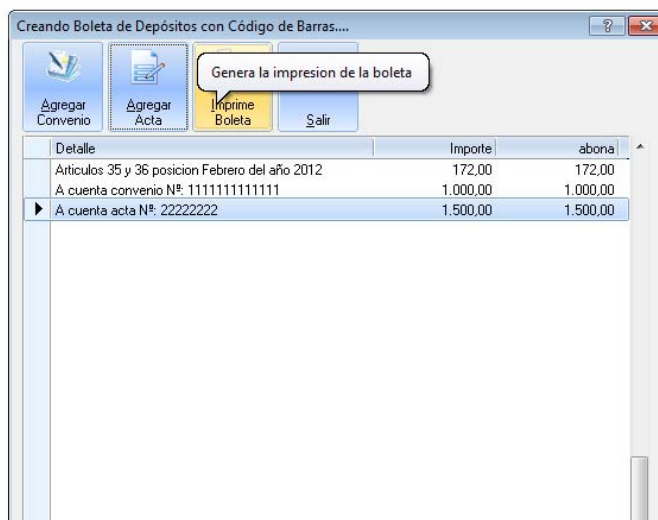 Creando Boleta de Depósitos con Código de Barras....
Agregar Convenio
Agregar Acta
Imprime Boleta
Salir
Genera la impresion de la boleta
Detalle Importe abona
Articulos 35 y 36 posicion Febrero del año 2012 172,00 172,00
A cuenta convenio Nº: 1111111111111 1.000,00 1.000,00
A cuenta acta Nº: 22222222 1.500,00 1.500,00